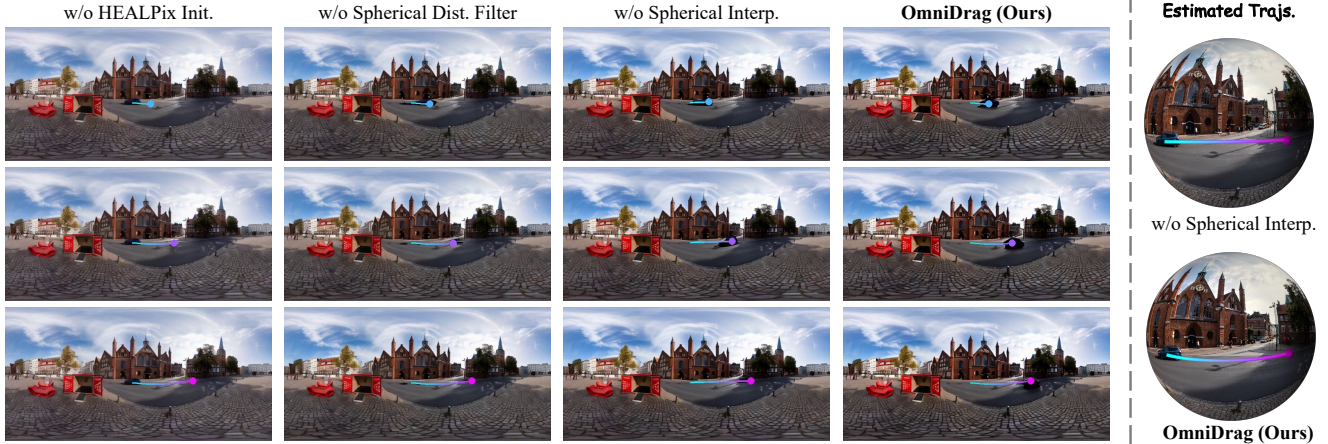 w/o HEALPix Init.
w/o Spherical Dist. Filter
w/o Spherical Interp.
OmniDrag (Ours)
Estimated Trajs.
w/o Spherical Interp.
OmniDrag (Ours)